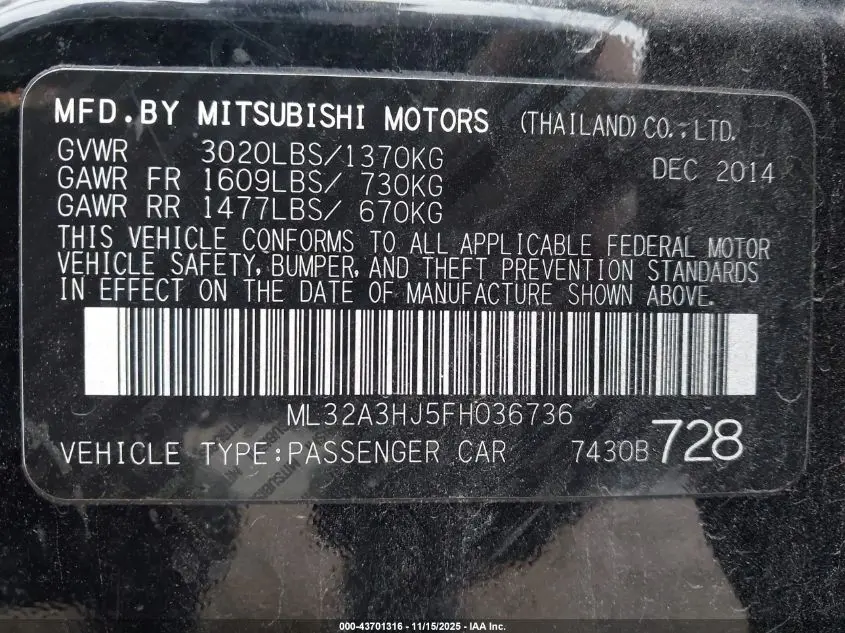 MFD.BY MITSUBISHI MOTORS (THAILAND) CO.,LTD.
GVWR 3020LBS/1370KG DEC 2014
GAWR FR 1609LBS/ 730KG
GAWR RR 1477LBS/ 670KG
THIS VEHICLE CONFORMS TO ALL APPLICABLE FEDERAL MOTOR
VEHICLE SAFETY, BUMPER, AND THEFT PREVENTION STANDARDS
IN EFFECT ON THE DATE OF MANUFACTURE SHOWN ABOVE.
ML32A3HJ5FH036736
VEHICLE TYPE:PASSENGER CAR 7430B 728
000-43701316 - 11/15/2025 - IAA Inc.